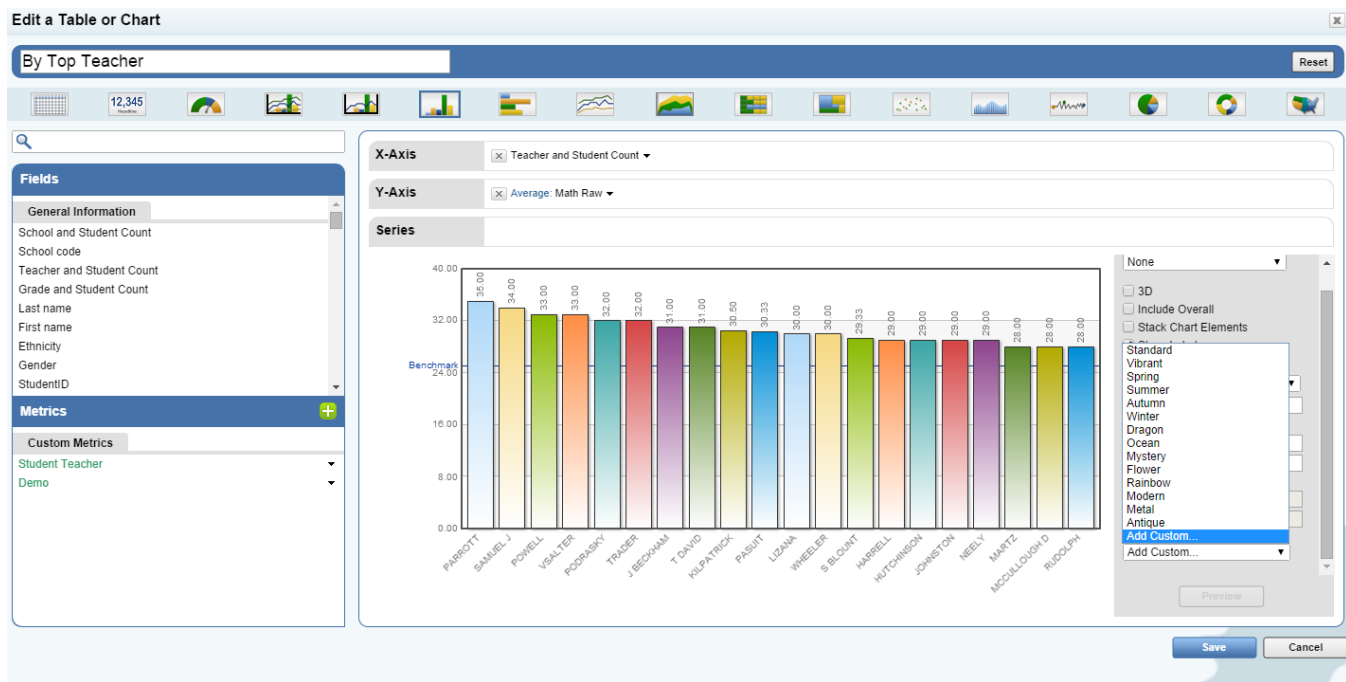 Edit a Table or Chart
By Top Teacher
Reset
12,345
Headline
Fields
General Information
School and Student Count
School code
Teacher and Student Count
Grade and Student Count
Last name
First name
Ethnicity
Gender
StudentID
Metrics
Custom Metrics
Student Teacher
Demo
X-Axis
Teacher and Student Count
Y-Axis
Average: Math Raw
Series
40.00
32.00
Benchmark
24.00
16.00
8.00
0.00
35.00
34.00
33.00
33.00
32.00
32.00
31.00
31.00
30.50
30.33
30.00
30.00
29.33
29.00
29.00
29.00
29.00
28.00
28.00
28.00
PARROTT
SAMUEL J
POWELL
VSALTER
PODRASKY
TRADER
J BECKHAM
T DAVID
KILPATRICK
PASUIT
LIZANA
WHEELER
S BLOUNT
HARRELL
HUTCHINSON
JOHNSTON
NEELY
MARTZ
MCCULLOUGH D
RUDOLPH
None
3D
Include Overall
Stack Chart Elements
Standard
Vibrant
Spring
Summer
Autumn
Winter
Dragon
Ocean
Mystery
Flower
Rainbow
Modern
Metal
Antique
Add Custom...
Add Custom...
Preview
Save
Cancel